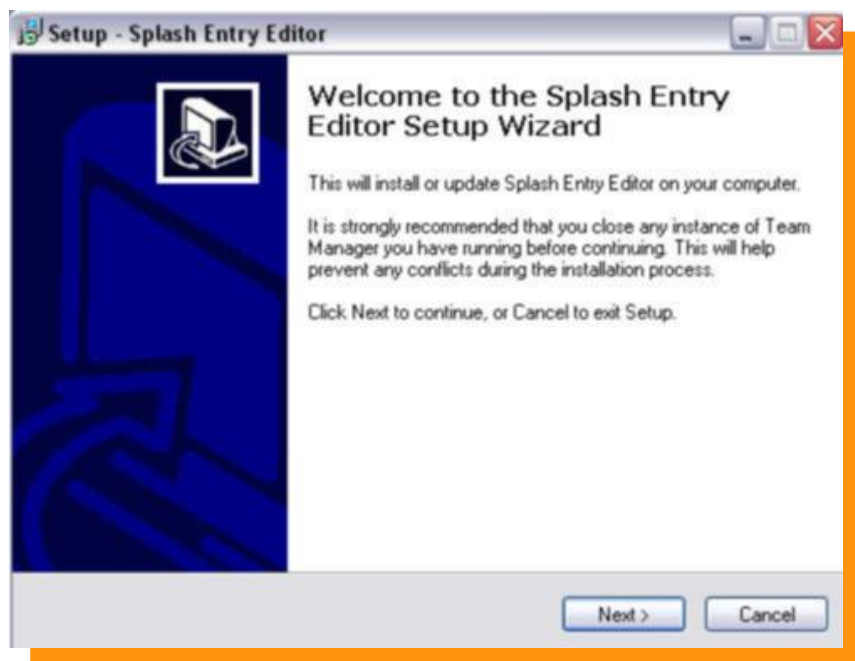 Setup - Splash Entry Editor
Welcome to the Splash Entry
Editor Setup Wizard
This will install or update Splash Entry Editor on your computer.
It is strongly recommended that you close any instance of Team
Manager you have running before continuing. This will help
prevent any conflicts during the installation process.
Click Next to continue, or Cancel to exit Setup.
Next >
Cancel